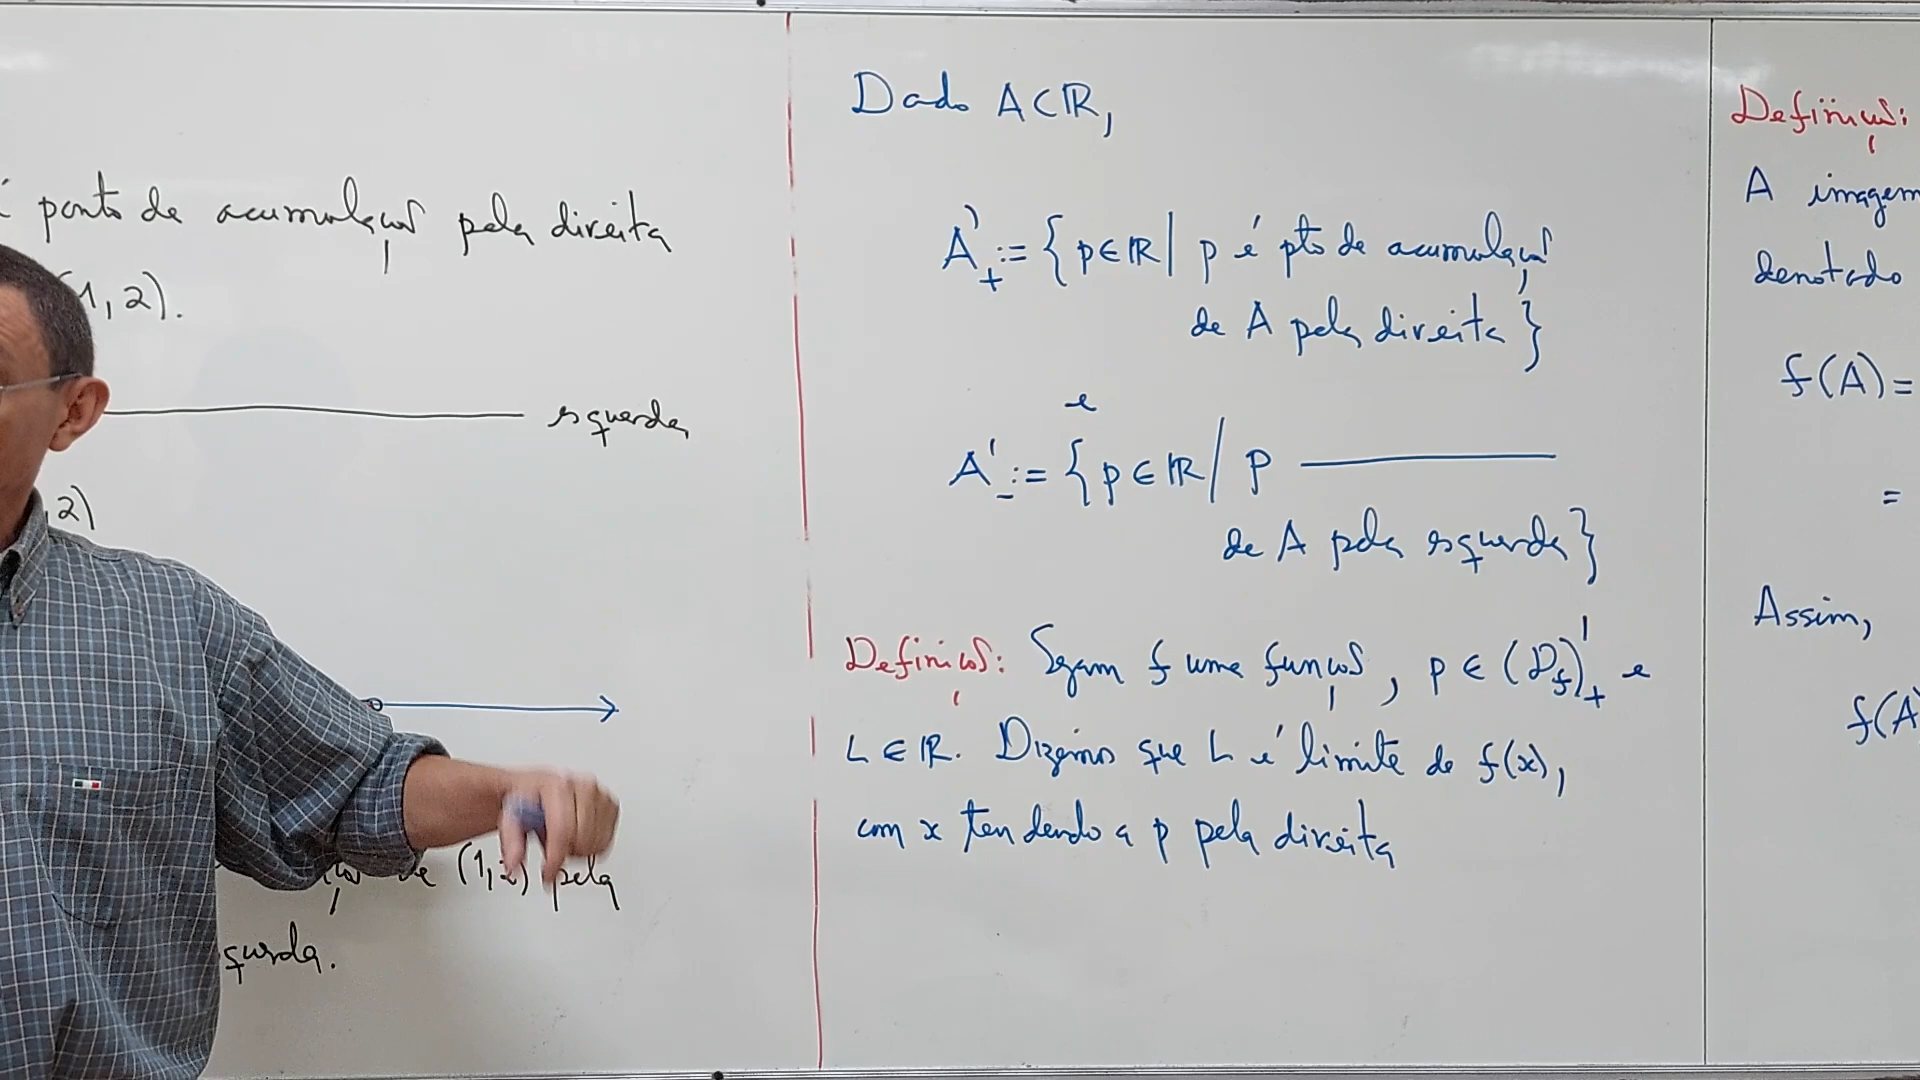 ponto de acumulação pela direita
(1,2).
esquerda
,2)
de (1,2) pela
squerda.
Dado A⊂ℝ,
A'₊ := { p∈ℝ | p é pto de acumulação
de A pela direita }
e
A'₋ := { p∈ℝ / p ————
de A pela esquerda }
Definição: Sejam f uma função, p ∈ (D_f)'₊ e
L ∈ ℝ. Dizemos que L é limite de f(x),
com x tendendo a p pela direita
Definição:
A imagem
denotado
f(A)=
=
Assim,
f(A)